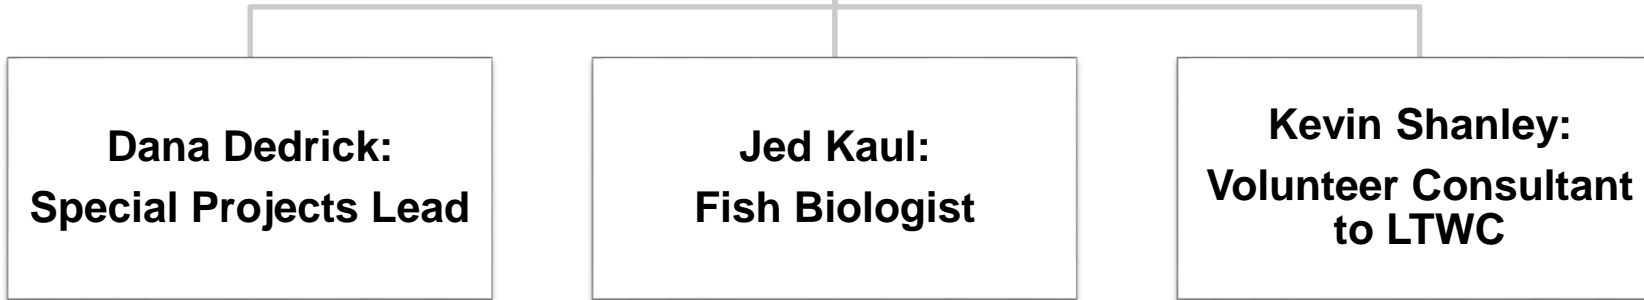 Dana Dedrick:
Special Projects Lead
Jed Kaul:
Fish Biologist
Kevin Shanley:
Volunteer Consultant
to LTWC